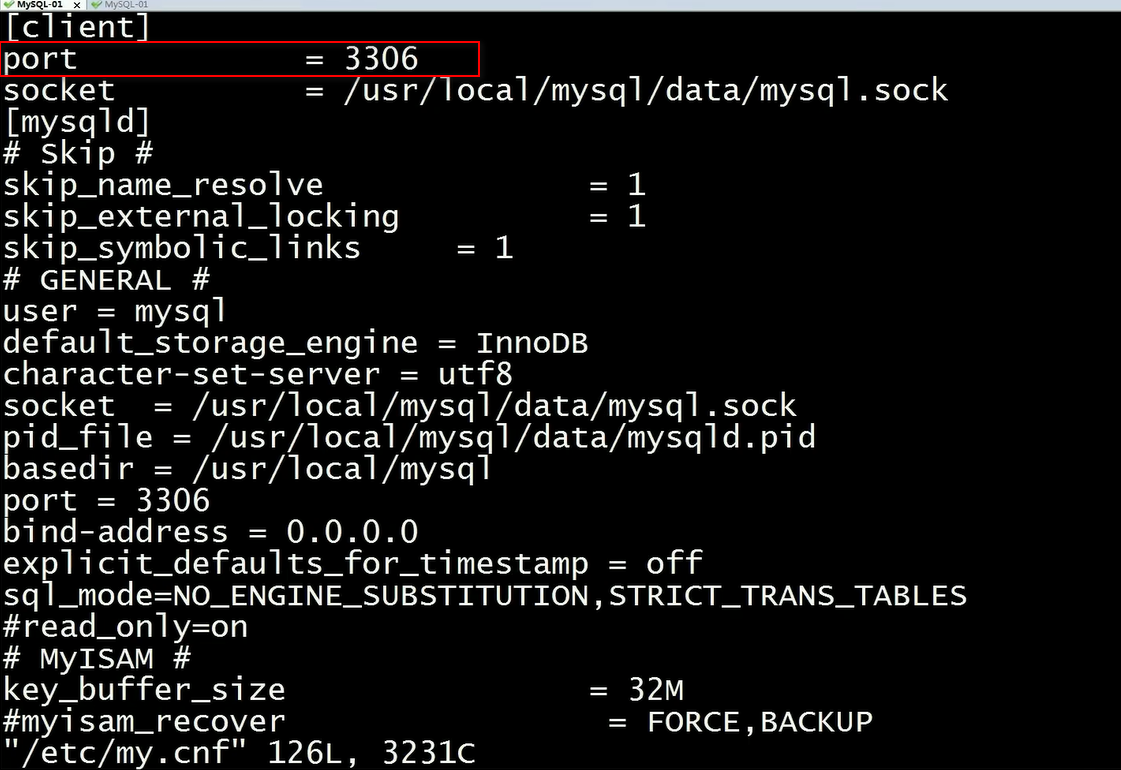 MySQL-01 x MySQL-01
[client]
port = 3306
socket = /usr/local/mysql/data/mysql.sock
[mysqld]
# Skip #
skip_name_resolve = 1
skip_external_locking = 1
skip_symbolic_links = 1
# GENERAL #
user = mysql
default_storage_engine = InnoDB
character-set-server = utf8
socket = /usr/local/mysql/data/mysql.sock
pid_file = /usr/local/mysql/data/mysqld.pid
basedir = /usr/local/mysql
port = 3306
bind-address = 0.0.0.0
explicit_defaults_for_timestamp = off
sql_mode=NO_ENGINE_SUBSTITUTION,STRICT_TRANS_TABLES
#read_only=on
# MyISAM #
key_buffer_size = 32M
#myisam_recover = FORCE,BACKUP
"/etc/my.cnf" 126L, 3231C